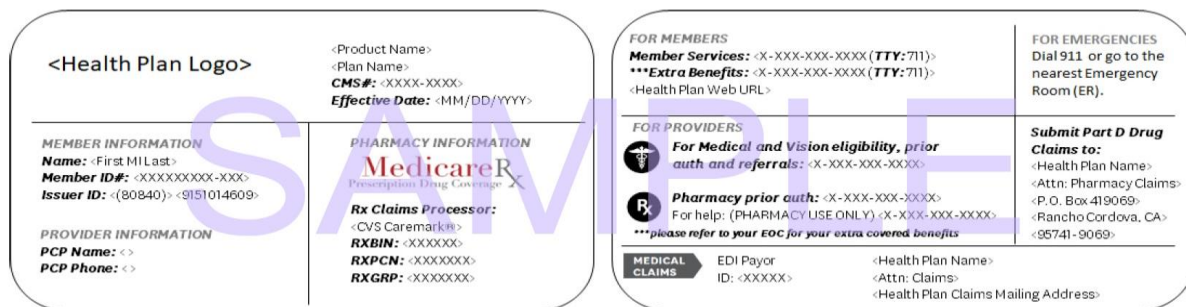 <Health Plan Logo>
<Product Name>
<Plan Name>
CMS#: <XXXX-XXXX>
Effective Date: <MM/DD/YYYY>
MEMBER INFORMATION
Name: <First MI Last>
Member ID#: <XXXXXXXXX-XXX>
Issuer ID: <(80840)> <9151014609>
PROVIDER INFORMATION
PCP Name: <>
PCP Phone: <>
PHARMACY INFORMATION
MedicareRx
Prescription Drug Coverage
Rx Claims Processor:
<CVS Caremark®>
RXBIN: <XXXXXX>
RXPCN: <XXXXXXX>
RXGRP: <XXXXXXX>
FOR MEMBERS
Member Services: <X-XXX-XXX-XXXX (TTY:711)>
***Extra Benefits: <X-XXX-XXX-XXXX (TTY:711)>
<Health Plan Web URL>
FOR EMERGENCIES
Dial 911 or go to the
nearest Emergency
Room (ER).
FOR PROVIDERS
For Medical and Vision eligibility, prior
auth and referrals: <X-XXX-XXX-XXXX>
Rx
Pharmacy prior auth: <X-XXX-XXX-XXXX>
For help: (PHARMACY USE ONLY) <X-XXX-XXX-XXXX>
***please refer to your EOC for your extra covered benefits
Submit Part D Drug
Claims to:
<Health Plan Name>
<Attn: Pharmacy Claims>
<P.O. Box 419069>
<Rancho Cordova, CA>
<95741-9069>
MEDICAL
CLAIMS
EDI Payor
ID: <XXXXX>
<Health Plan Name>
<Attn: Claims>
<Health Plan Claims Mailing Address>
SAMPLE